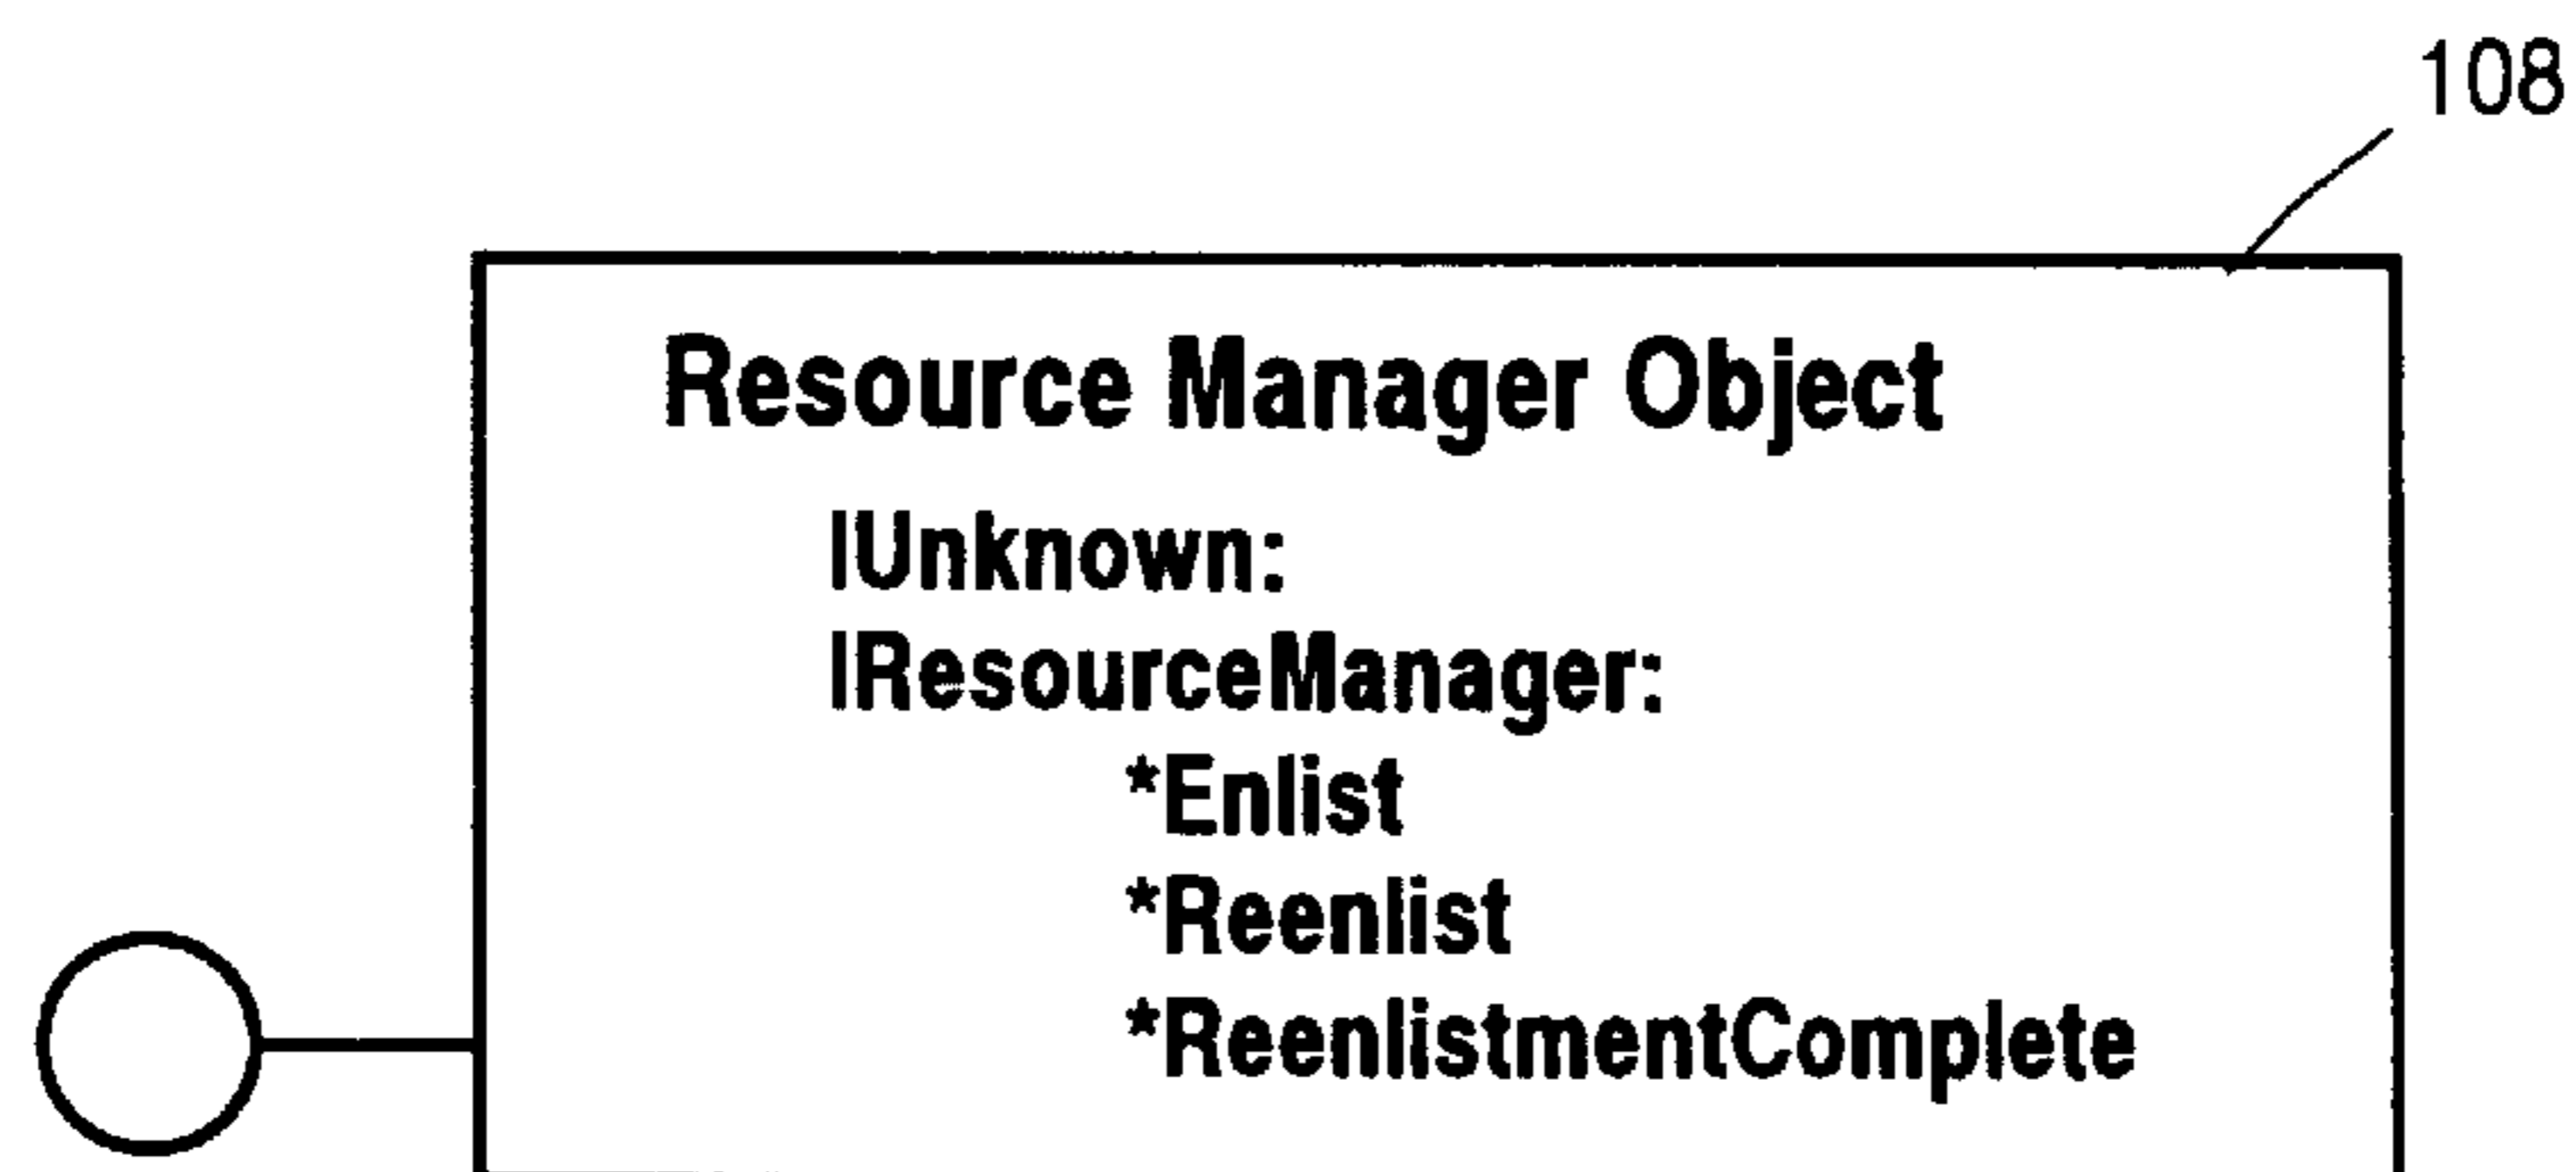 108
Resource Manager Object
IUnknown:
IResourceManager:
*Enlist
*Reenlist
*ReenlistmentComplete